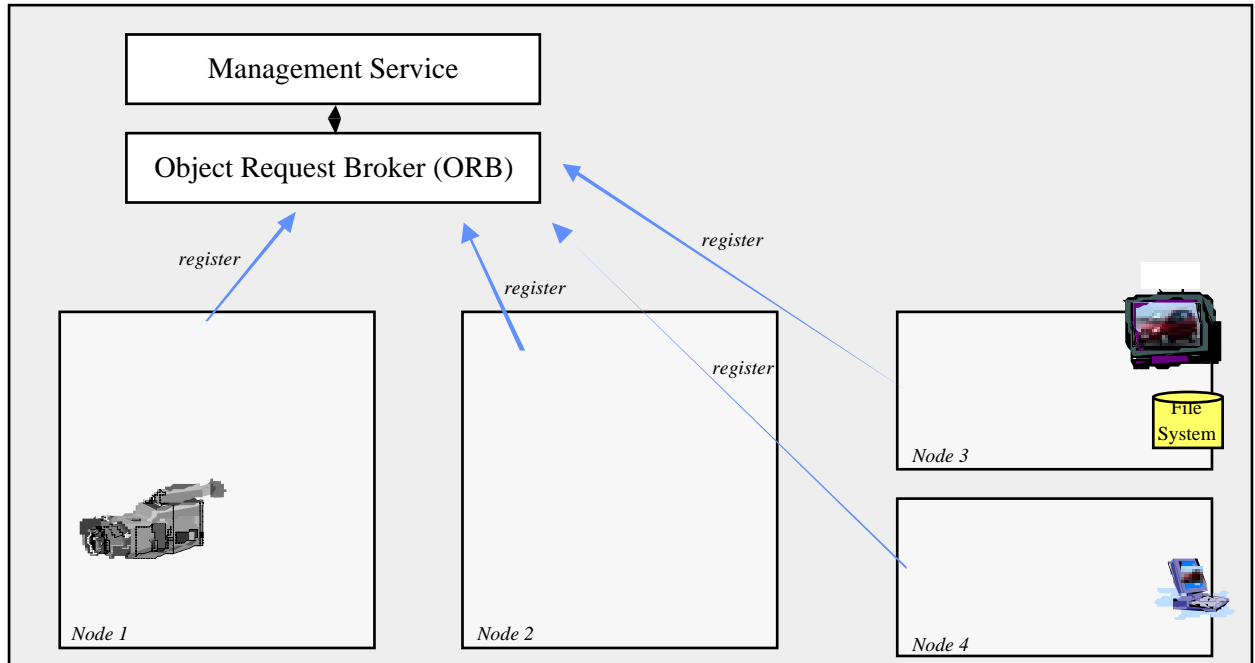 Management Service
Object Request Broker (ORB)
register
register
register
register
File
System
Node 1
Node 2
Node 3
Node 4